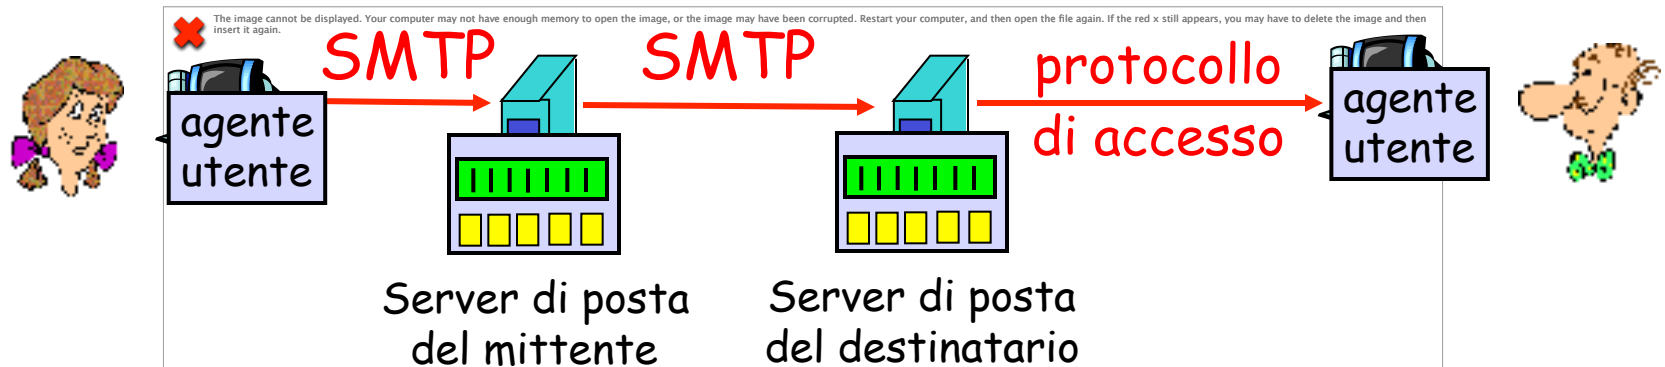 The image cannot be displayed. Your computer may not have enough memory to open the image, or the image may have been corrupted. Restart your computer, and then open the file again. If the red x still appears, you may have to delete the image and then
insert it again.
SMTP
SMTP
protocollo
di accesso
agente
utente
agente
utente
Server di posta
del mittente
Server di posta
del destinatario